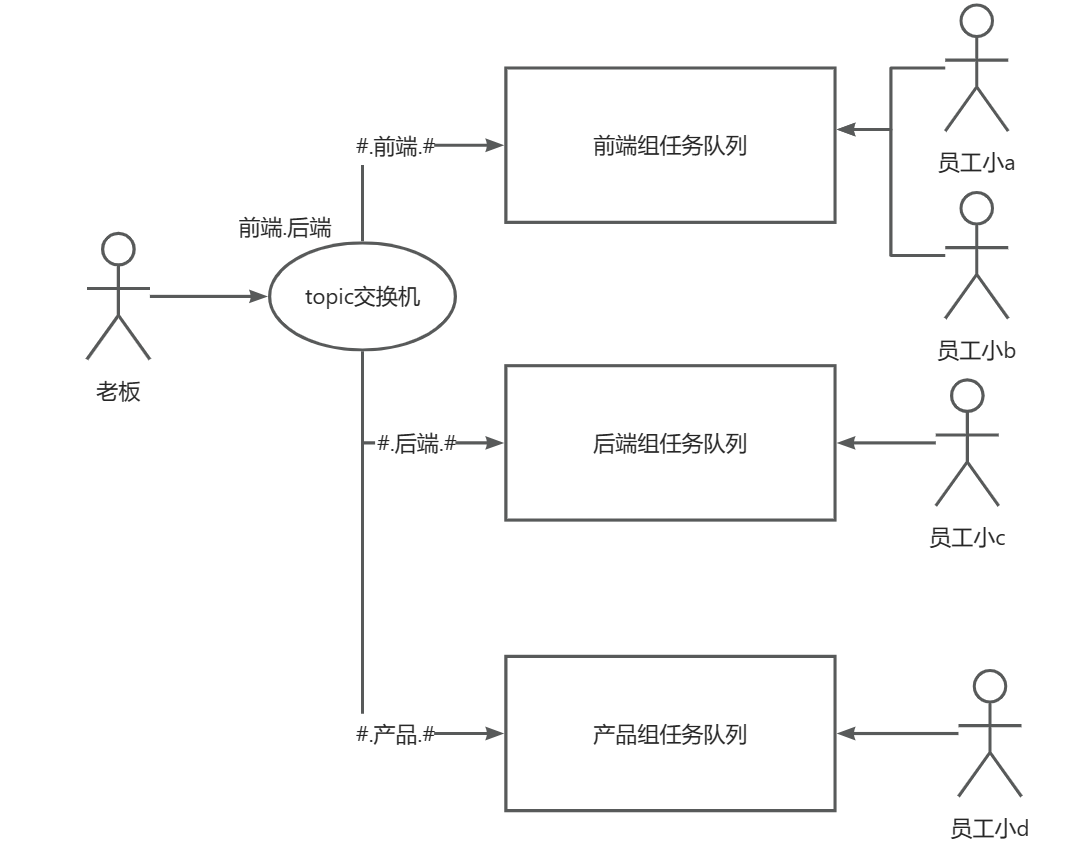 员工小a
#.前端.#
前端组任务队列
前端.后端
topic交换机
员工小b
老板
#.后端.#
后端组任务队列
员工小c
#.产品.#
产品组任务队列
员工小d